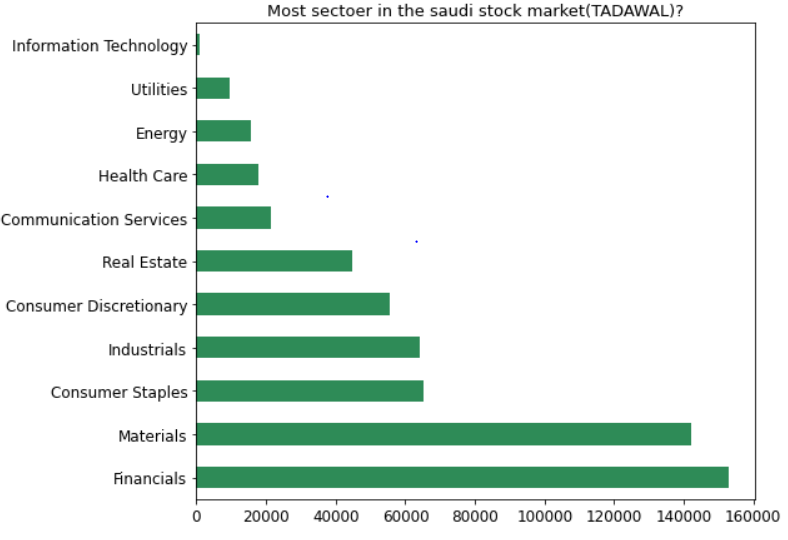 Most sectoer in the saudi stock market(TADAWAL)?
Information Technology
Utilities
Energy
Health Care
Communication Services
Real Estate
Consumer Discretionary
Industrials
Consumer Staples
Materials
Financials
0 20000 40000 60000 80000 100000 120000 140000 160000